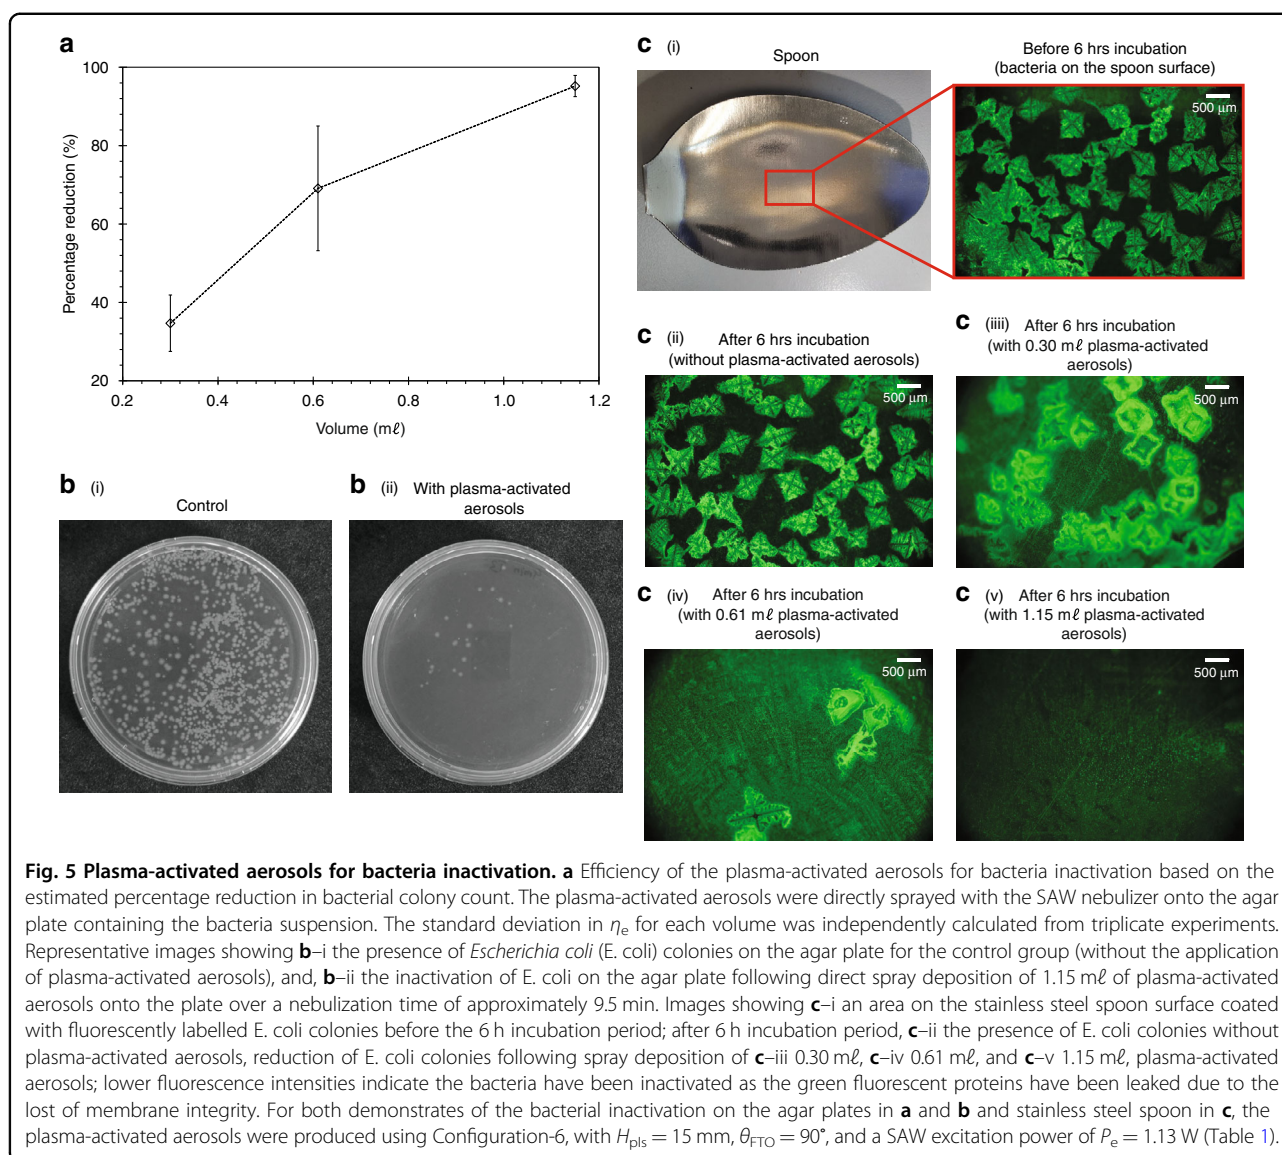 a
100
80
60
40
20
0.2
0.4
0.6
0.8
1.0
1.2
Percentage reduction (%)
Volume (mℓ)
b (i)
Control
b (ii) With plasma-activated
aerosols
c (i)
Spoon
Before 6 hrs incubation
(bacteria on the spoon surface)
500 μm
c (ii) After 6 hrs incubation
(without plasma-activated aerosols)
500 μm
c (iiii) After 6 hrs incubation
(with 0.30 mℓ plasma-activated
aerosols)
500 μm
c (iv) After 6 hrs incubation
(with 0.61 mℓ plasma-activated
aerosols)
500 μm
c (v) After 6 hrs incubation
(with 1.15 mℓ plasma-activated
aerosols)
500 μm
Fig. 5 Plasma-activated aerosols for bacteria inactivation. a Efficiency of the plasma-activated aerosols for bacteria inactivation based on the
estimated percentage reduction in bacterial colony count. The plasma-activated aerosols were directly sprayed with the SAW nebulizer onto the agar
plate containing the bacteria suspension. The standard deviation in ηe for each volume was independently calculated from triplicate experiments.
Representative images showing b–i the presence of Escherichia coli (E. coli) colonies on the agar plate for the control group (without the application
of plasma-activated aerosols), and, b–ii the inactivation of E. coli on the agar plate following direct spray deposition of 1.15 mℓ of plasma-activated
aerosols onto the plate over a nebulization time of approximately 9.5 min. Images showing c–i an area on the stainless steel spoon surface coated
with fluorescently labelled E. coli colonies before the 6 h incubation period; after 6 h incubation period, c–ii the presence of E. coli colonies without
plasma-activated aerosols, reduction of E. coli colonies following spray deposition of c–iii 0.30 mℓ, c–iv 0.61 mℓ, and c–v 1.15 mℓ, plasma-activated
aerosols; lower fluorescence intensities indicate the bacteria have been inactivated as the green fluorescent proteins have been leaked due to the
lost of membrane integrity. For both demonstrates of the bacterial inactivation on the agar plates in a and b and stainless steel spoon in c, the
plasma-activated aerosols were produced using Configuration-6, with Hpls = 15 mm, θFTO = 90°, and a SAW excitation power of Pe = 1.13 W (Table 1).